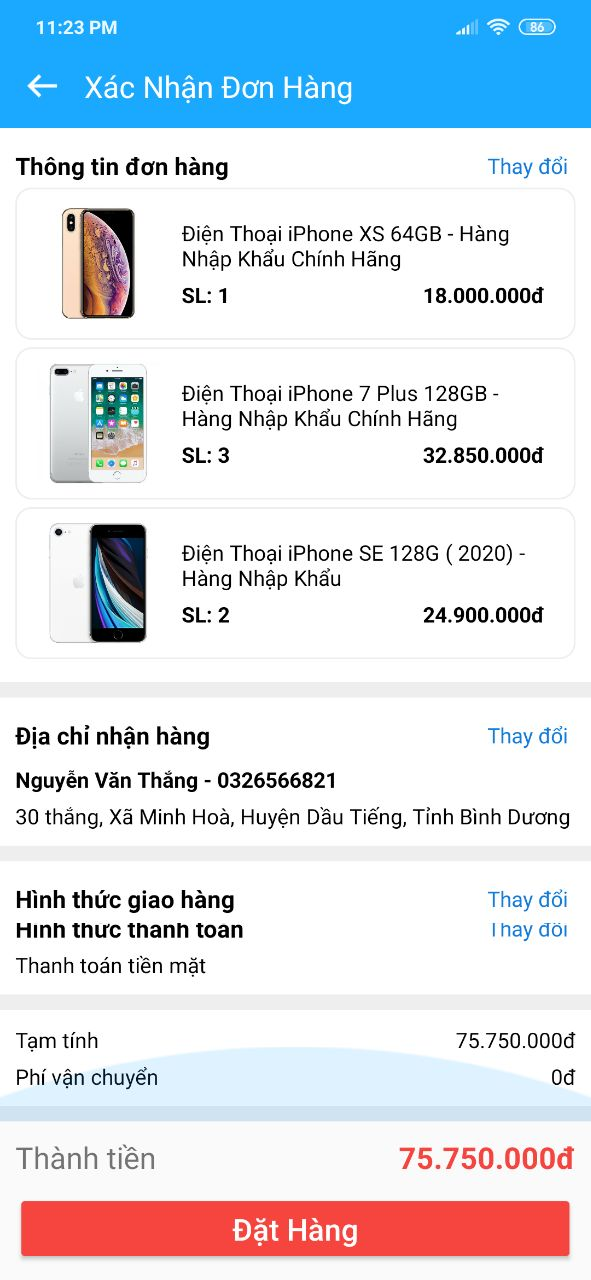 11:23 PM
86
Xác Nhận Đơn Hàng
Thông tin đơn hàng
Thay đổi
Điện Thoại iPhone XS 64GB - Hàng
Nhập Khẩu Chính Hãng
SL: 1
18.000.000đ
Điện Thoại iPhone 7 Plus 128GB -
Hàng Nhập Khẩu Chính Hãng
SL: 3
32.850.000đ
Điện Thoại iPhone SE 128G ( 2020) -
Hàng Nhập Khẩu
SL: 2
24.900.000đ
Địa chỉ nhận hàng
Thay đổi
Nguyễn Văn Thắng - 0326566821
30 thắng, Xã Minh Hoà, Huyện Dầu Tiếng, Tỉnh Bình Dương
Hình thức giao hàng
Thay đổi
Hình thức thanh toán
Thay đổi
Thanh toán tiền mặt
Tạm tính
75.750.000đ
Phí vận chuyển
0đ
Thành tiền
75.750.000đ
Đặt Hàng